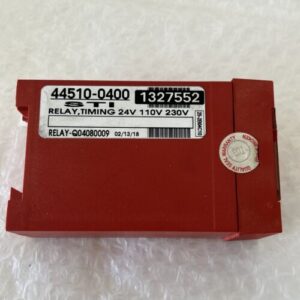 44510-0400 1327552
STI
RELAY,TIMING 24V 110V 230V
RELAY-Q04080009 02/13/18